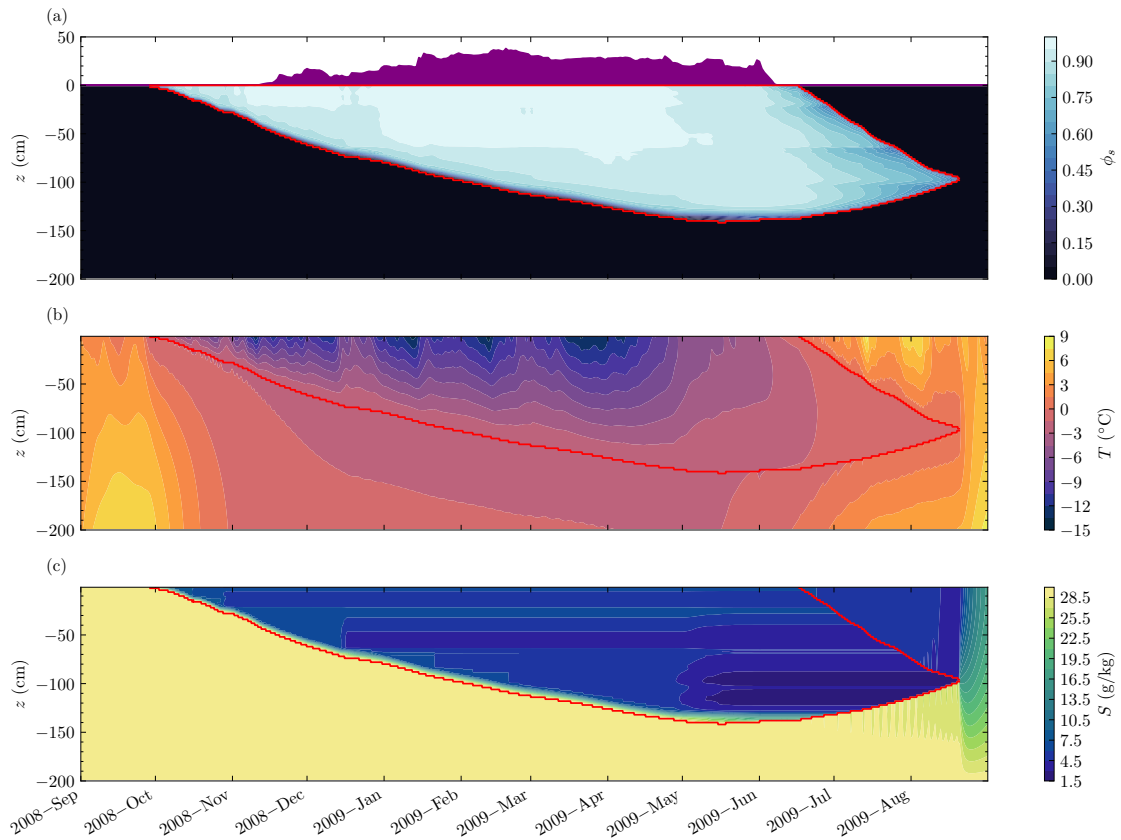 (a)
50
0
−50
−100
−150
−200
z (cm)
0.90
0.75
0.60
0.45
0.30
0.15
0.00
ϕs
(b)
−50
−100
−150
−200
z (cm)
9
6
3
0
−3
−6
−9
−12
−15
T (°C)
(c)
−50
−100
−150
−200
z (cm)
28.5
25.5
22.5
19.5
16.5
13.5
10.5
7.5
4.5
1.5
S (g/kg)
2008−Sep
2008−Oct
2008−Nov
2008−Dec
2009−Jan
2009−Feb
2009−Mar
2009−Apr
2009−May
2009−Jun
2009−Jul
2009−Aug